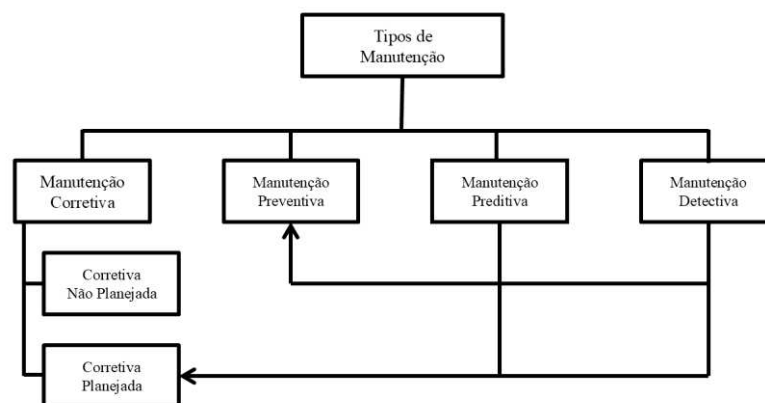 Tipos de
Manutenção
Manutenção
Corretiva
Manutenção
Preventiva
Manutenção
Preditiva
Manutenção
Detectiva
Corretiva
Não Planejada
Corretiva
Planejada